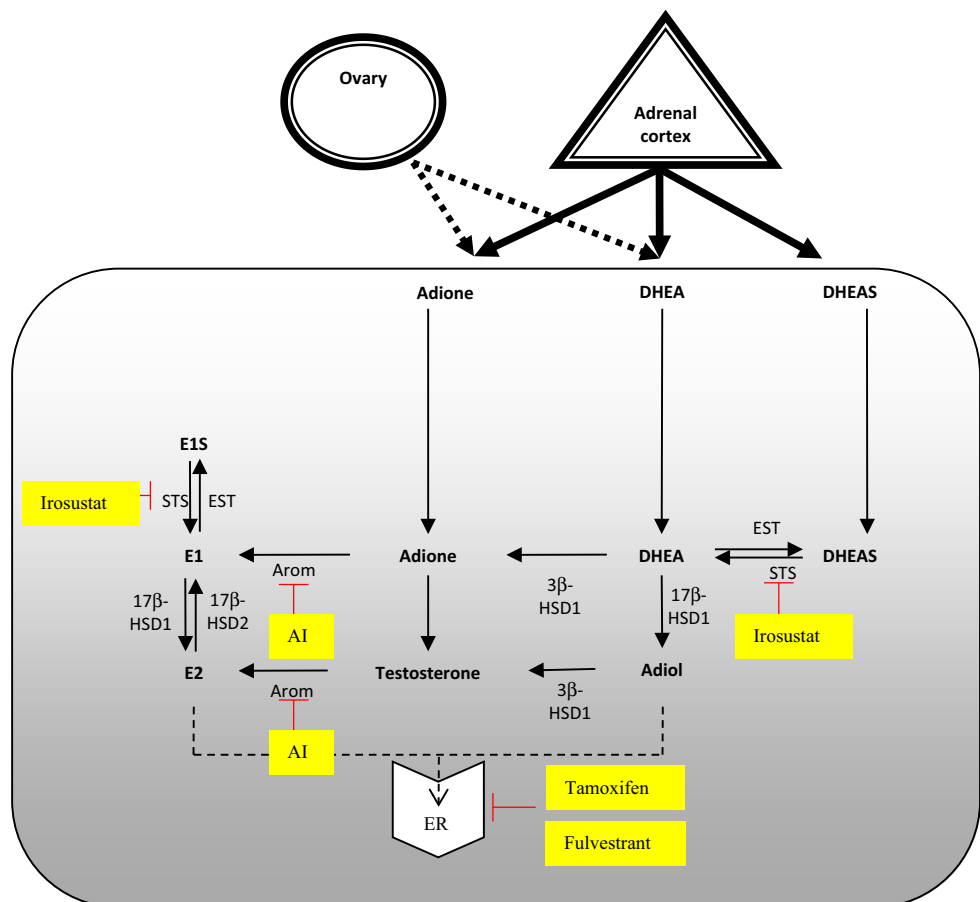 Ovary
Adrenal
cortex
Adione
DHEA
DHEAS
E1S
Irosustat
STS
EST
E1
Arom
Adione
3β-
HSD1
DHEA
EST
STS
DHEAS
17β-
HSD1
17β-
HSD2
AI
17β-
HSD1
Irosustat
E2
Arom
Testosterone
3β-
HSD1
Adiol
AI
ER
Tamoxifen
Fulvestrant